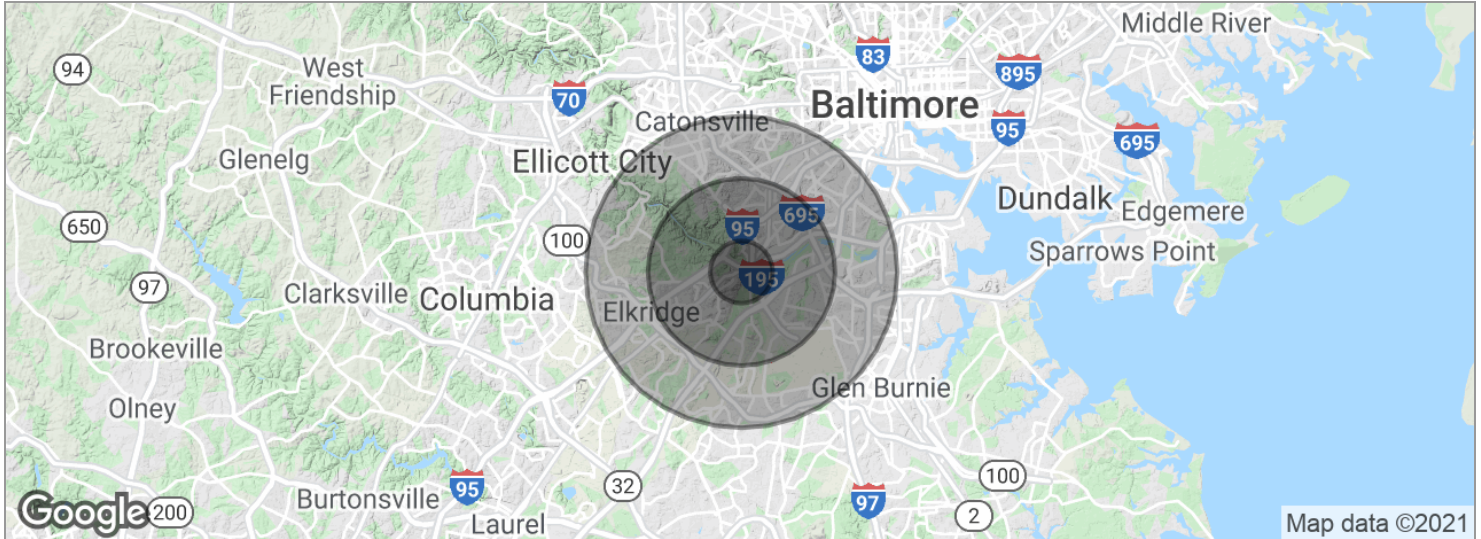 Middle River
94
West
Friendship
83
895
70
Baltimore
Catonsville
95
695
Glenelg
Ellicott City
Dundalk
Edgemere
695
650
95
100
Sparrows Point
195
97
Clarksville
Columbia
Elkridge
Brookeville
Glen Burnie
Olney
100
95
32
Burtonsville
97
Google
200
2
Laurel
Map data ©2021